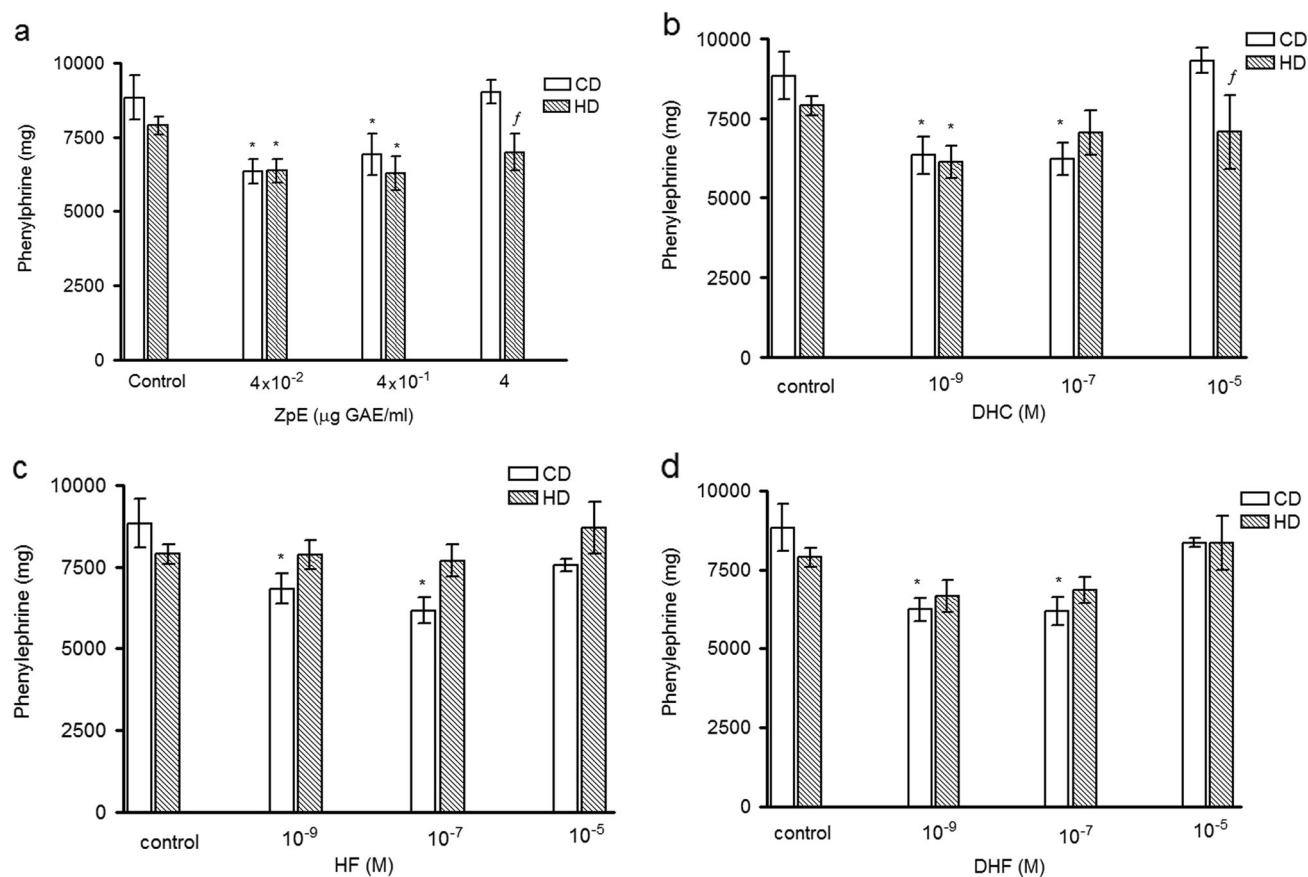 a
CD
HD
10000
7500
5000
2500
0
Phenylphrine (mg)
* * * * ƒ
Control 4x10⁻² 4x10⁻¹ 4
ZpE (µg GAE/ml)
b
CD
HD
10000
7500
5000
2500
0
Phenylephrine (mg)
* * * ƒ
control 10⁻⁹ 10⁻⁷ 10⁻⁵
DHC (M)
c
CD
HD
10000
7500
5000
2500
0
Phenylephrine (mg)
* *
control 10⁻⁹ 10⁻⁷ 10⁻⁵
HF (M)
d
CD
HD
10000
7500
5000
2500
0
Phenylephrine (mg)
* *
control 10⁻⁹ 10⁻⁷ 10⁻⁵
DHF (M)